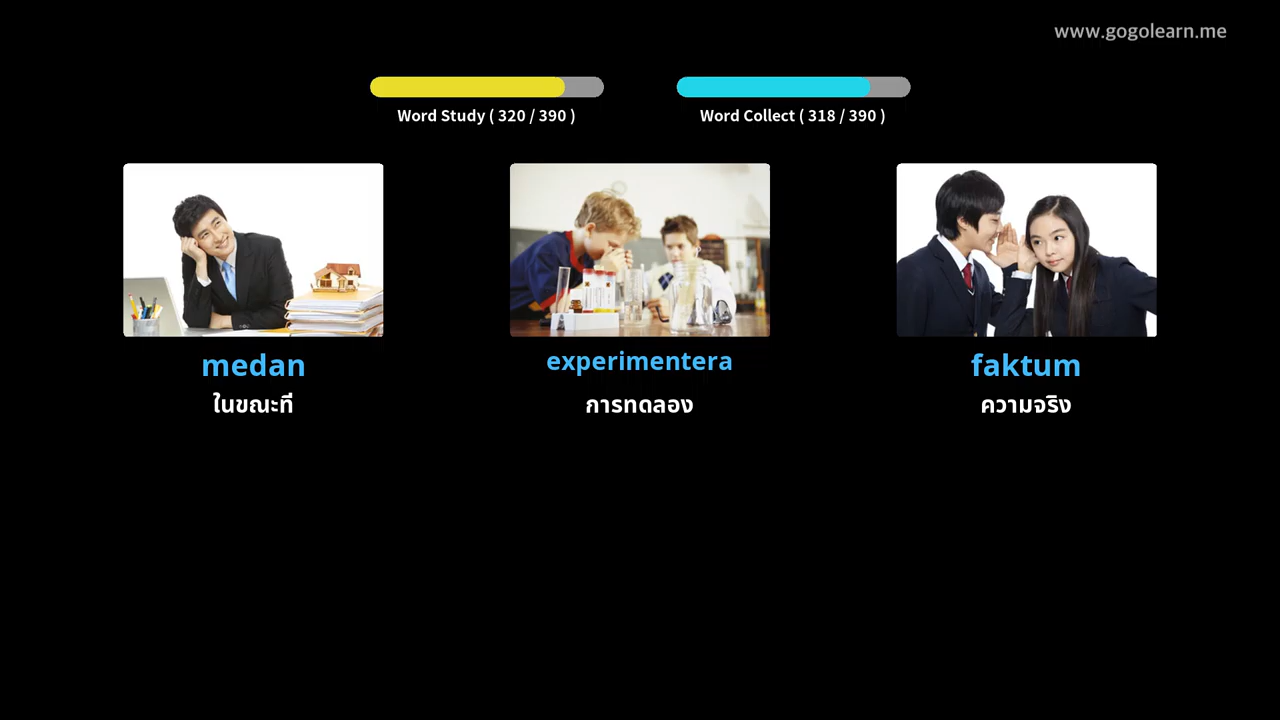 www.gogolearn.me
Word Study ( 320 / 390 )
Word Collect ( 318 / 390 )
medan
experimentera
faktum
ในขณะที่
การทดลอง
ความจริง